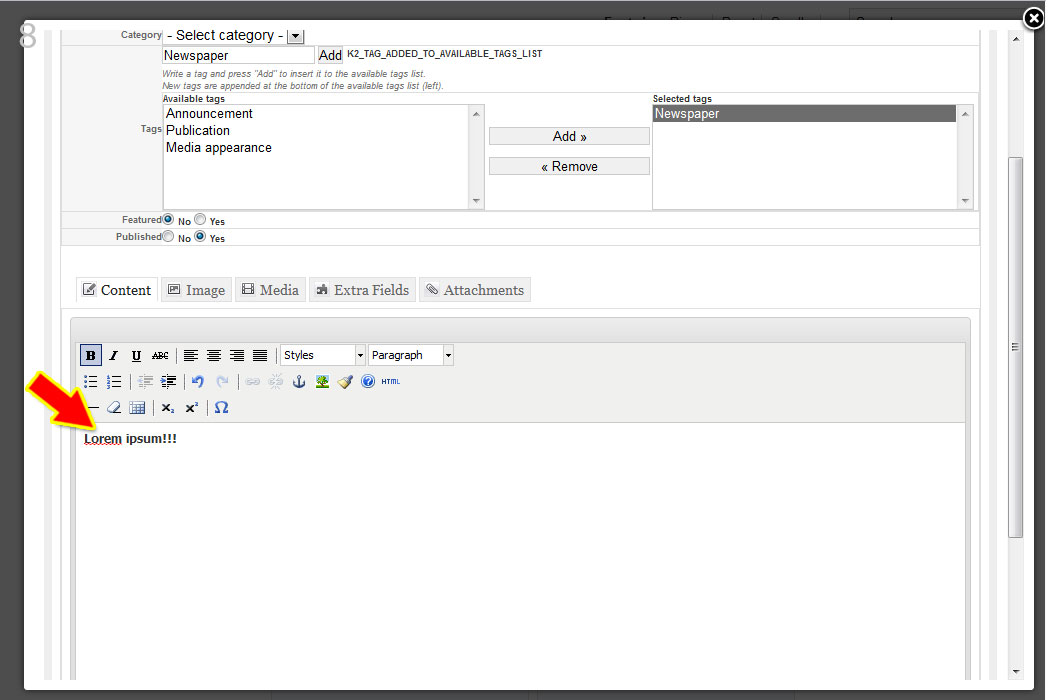 8
Category - Select category -
Newspaper Add K2_TAG_ADDED_TO_AVAILABLE_TAGS_LIST
Write a tag and press "Add" to insert it to the available tags list.
New tags are appended at the bottom of the available tags list (left).
Available tags Selected tags
Announcement Newspaper
Tags Publication Add »
Media appearance
« Remove
Featured No Yes
Published No Yes
Content Image Media Extra Fields Attachments
B I U ABC Styles Paragraph
HTML
x₂ x² Ω
Lorem ipsum!!!